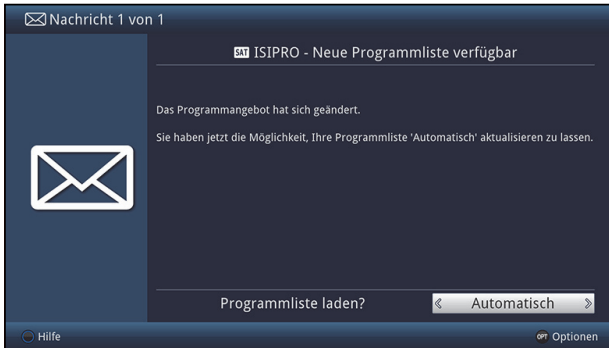 Nachricht 1 von 1
SAT ISIPRO - Neue Programmliste verfügbar
Das Programmangebot hat sich geändert.
Sie haben jetzt die Möglichkeit, Ihre Programmliste 'Automatisch' aktualisieren zu lassen.
Programmliste laden? « Automatisch »
Hilfe OPT Optionen